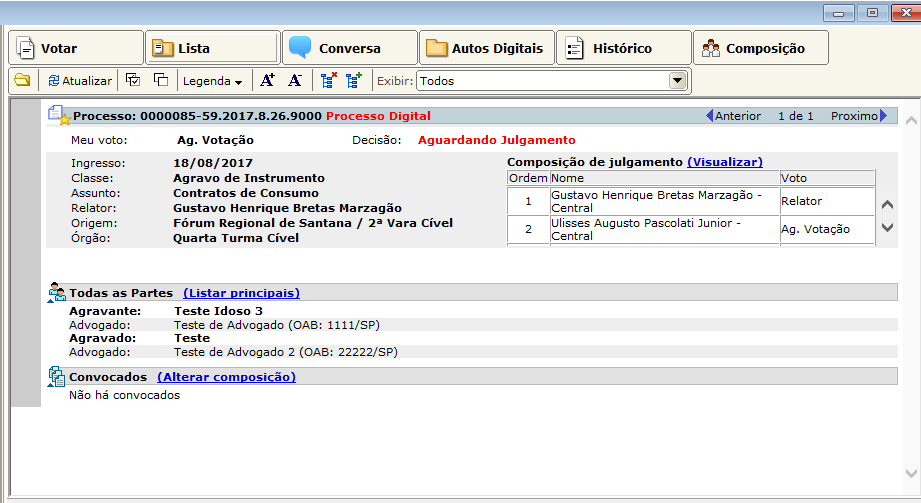 Votar Lista Conversa Autos Digitais Histórico Composição
Atualizar Legenda A A Exibir: Todos
Processo: 0000085-59.2017.8.26.9000 Processo Digital Anterior 1 de 1 Proximo
Meu voto: Ag. Votação Decisão: Aguardando Julgamento
Ingresso: 18/08/2017
Classe: Agravo de Instrumento
Assunto: Contratos de Consumo
Relator: Gustavo Henrique Bretas Marzagão
Origem: Fórum Regional de Santana / 2ª Vara Cível
Órgão: Quarta Turma Cível
Composição de julgamento (Visualizar)
Ordem Nome Voto
1 Gustavo Henrique Bretas Marzagão - Relator
Central
2 Ulisses Augusto Pascolati Junior - Ag. Votação
Central
Todas as Partes (Listar principais)
Agravante: Teste Idoso 3
Advogado: Teste de Advogado (OAB: 1111/SP)
Agravado: Teste
Advogado: Teste de Advogado 2 (OAB: 22222/SP)
Convocados (Alterar composição)
Não há convocados